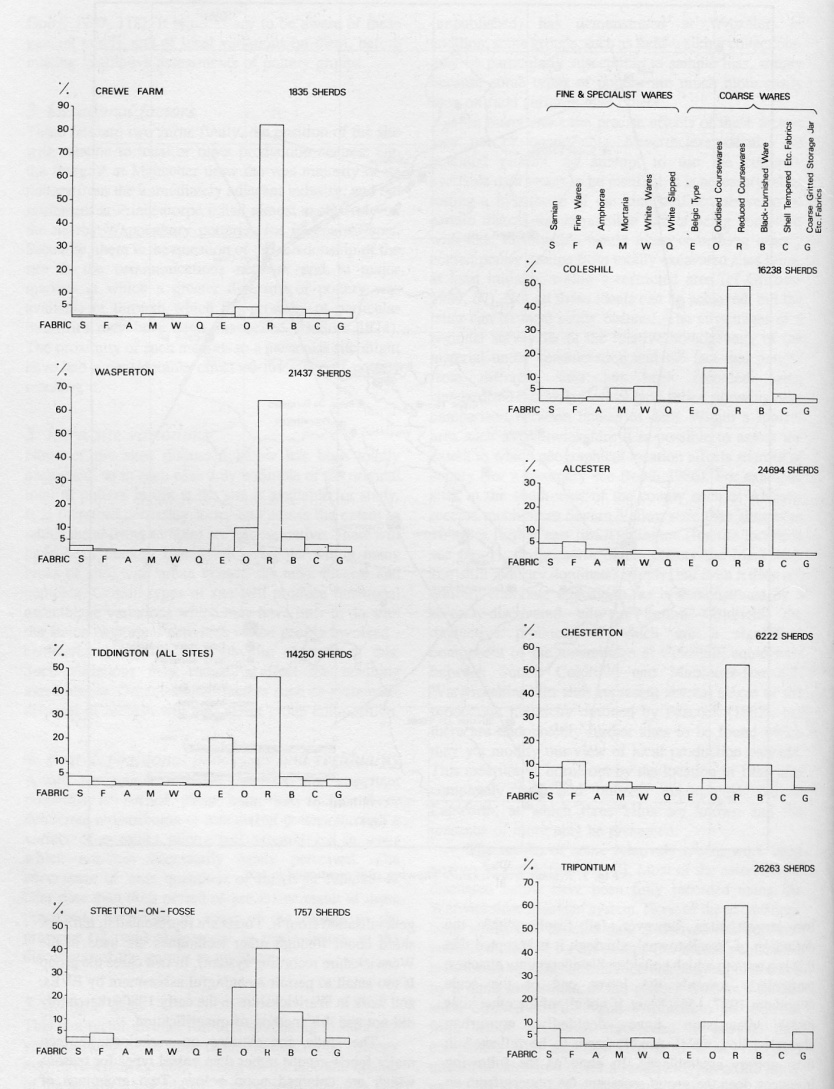 ٪ CREWE FARM 1835 SHERDS
90
80
70
60
50
40
30
20
10
5
FABRIC S F A M W Q E O R B C G
٪ WASPERTON 21437 SHERDS
70
60
50
40
30
20
10
5
FABRIC S F A M W Q E O R B C G
٪ TIDDINGTON (ALL SITES) 114250 SHERDS
50
40
30
20
10
5
FABRIC S F A M W Q E O R B C G
٪ STRETTON-ON-FOSSE 1757 SHERDS
50
40
30
20
10
5
FABRIC S F A M W Q E O R B C G
FINE & SPECIALIST WARES COARSE WARES
Samian
Fine Wares
Amphorae
Mortaria
White Wares
White Slipped
'Belgic Type'
Oxidised Coursewares
Reduced Coursewares
Black-burnished Ware
Shell Tempered Etc. Fabrics
Coarse Gritted Storage Jar
Etc. Fabrics
S F A M W Q E O R B C G
٪ COLESHILL 16238 SHERDS
50
40
30
20
10
5
FABRIC S F A M W Q E O R B C G
٪ ALCESTER 24694 SHERDS
30
20
10
5
FABRIC S F A M W Q E O R B C G
٪ CHESTERTON 6222 SHERDS
60
50
40
30
20
10
5
FABRIC S F A M W Q E O R B C G
٪ TRIPONTIUM 26263 SHERDS
70
60
50
40
30
20
10
5
FABRIC S F A M W Q E O R B C G